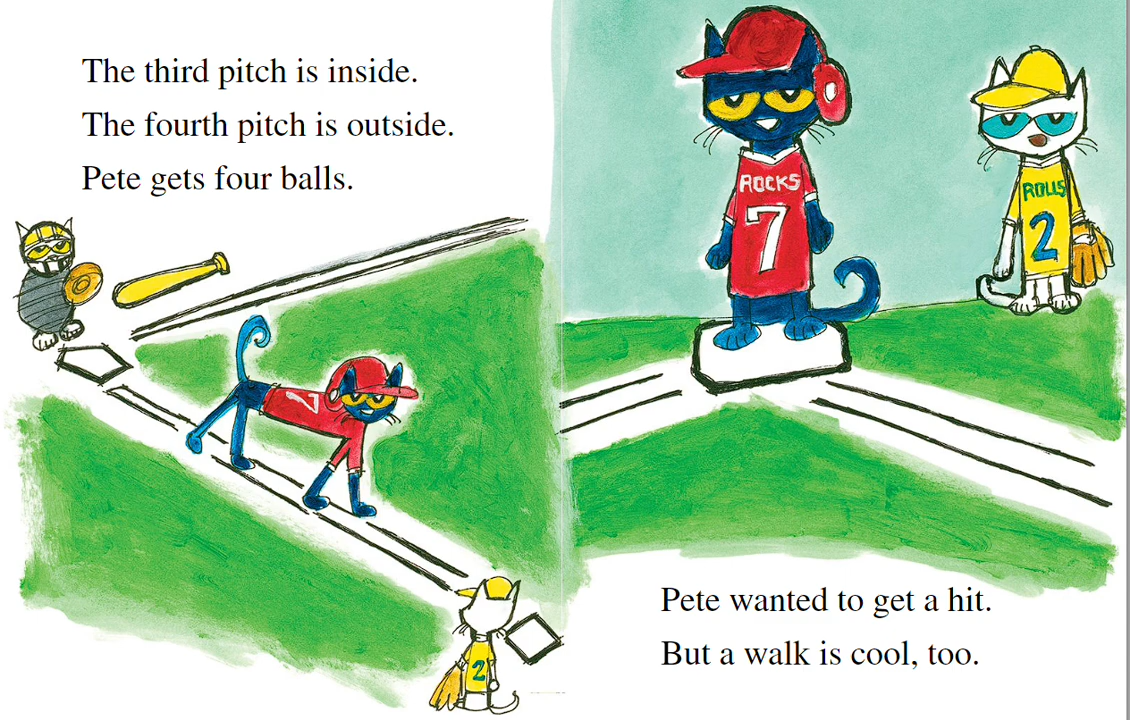 The third pitch is inside.
The fourth pitch is outside.
Pete gets four balls.
7
2
ROCKS
7
ROLLS
2
Pete wanted to get a hit.
But a walk is cool, too.